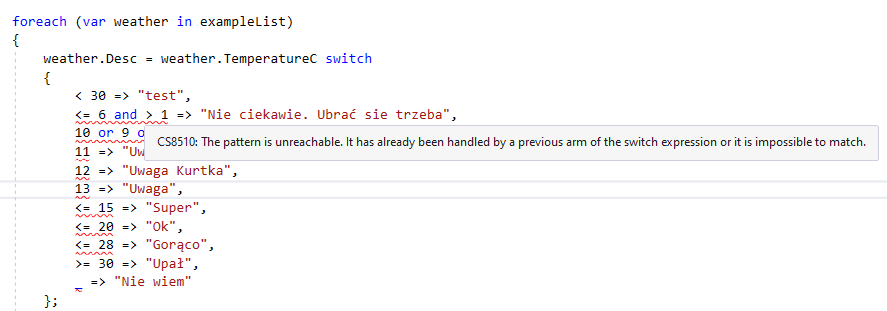 foreach (var weather in exampleList)
{
weather.Desc = weather.TemperatureC switch
{
< 30 => "test",
<= 6 and > 1 => "Nie ciekawie. Ubrać sie trzeba",
10 or 9 o
CS8510: The pattern is unreachable. It has already been handled by a previous arm of the switch expression or it is impossible to match.
11 => "Uw
12 => "Uwaga Kurtka",
13 => "Uwaga",
<= 15 => "Super",
<= 20 => "Ok",
<= 28 => "Gorąco",
>= 30 => "Upał",
_ => "Nie wiem"
};